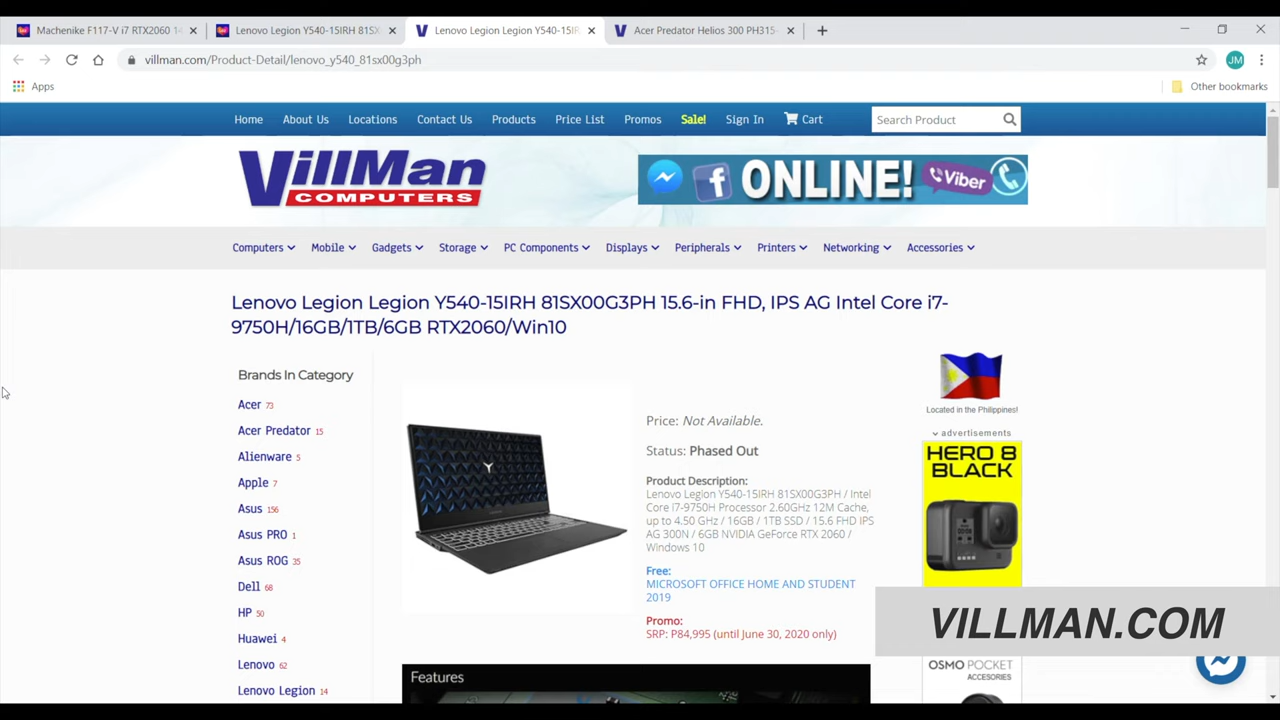 Machenike F117-V i7 RTX2060 1
Lenovo Legion Y540-15IRH 81SX
Lenovo Legion Legion Y540-15IR
Acer Predator Helios 300 PH315-
villman.com/Product-Detail/lenovo_y540_81sx00g3ph
JM
Apps
Other bookmarks
Home About Us Locations Contact Us Products Price List Promos Sale! Sign In Cart Search Product
VillMan
COMPUTERS
ONLINE! Viber
Computers Mobile Gadgets Storage PC Components Displays Peripherals Printers Networking Accessories
Lenovo Legion Legion Y540-15IRH 81SX00G3PH 15.6-in FHD, IPS AG Intel Core i7-
9750H/16GB/1TB/6GB RTX2060/Win10
Brands In Category
Acer 73
Acer Predator 15
Alienware 5
Apple 7
Asus 156
Asus PRO 1
Asus ROG 35
Dell 68
HP 50
Huawei 4
Lenovo 62
Lenovo Legion 14
Price: Not Available.
Status: Phased Out
Product Description:
Lenovo Legion Y540-15IRH 81SX00G3PH / Intel
Core i7-9750H Processor 2.60GHz 12M Cache,
up to 4.50 GHz / 16GB / 1TB SSD / 15.6 FHD IPS
AG 300N / 6GB NVIDIA GeForce RTX 2060 /
Windows 10
Free:
MICROSOFT OFFICE HOME AND STUDENT
2019
Promo:
SRP: P84,995 (until June 30, 2020 only)
Features
Located in the Philippines!
advertisements
HERO 8
BLACK
VILLMAN.COM
OSMO POCKET
ACCESORIES